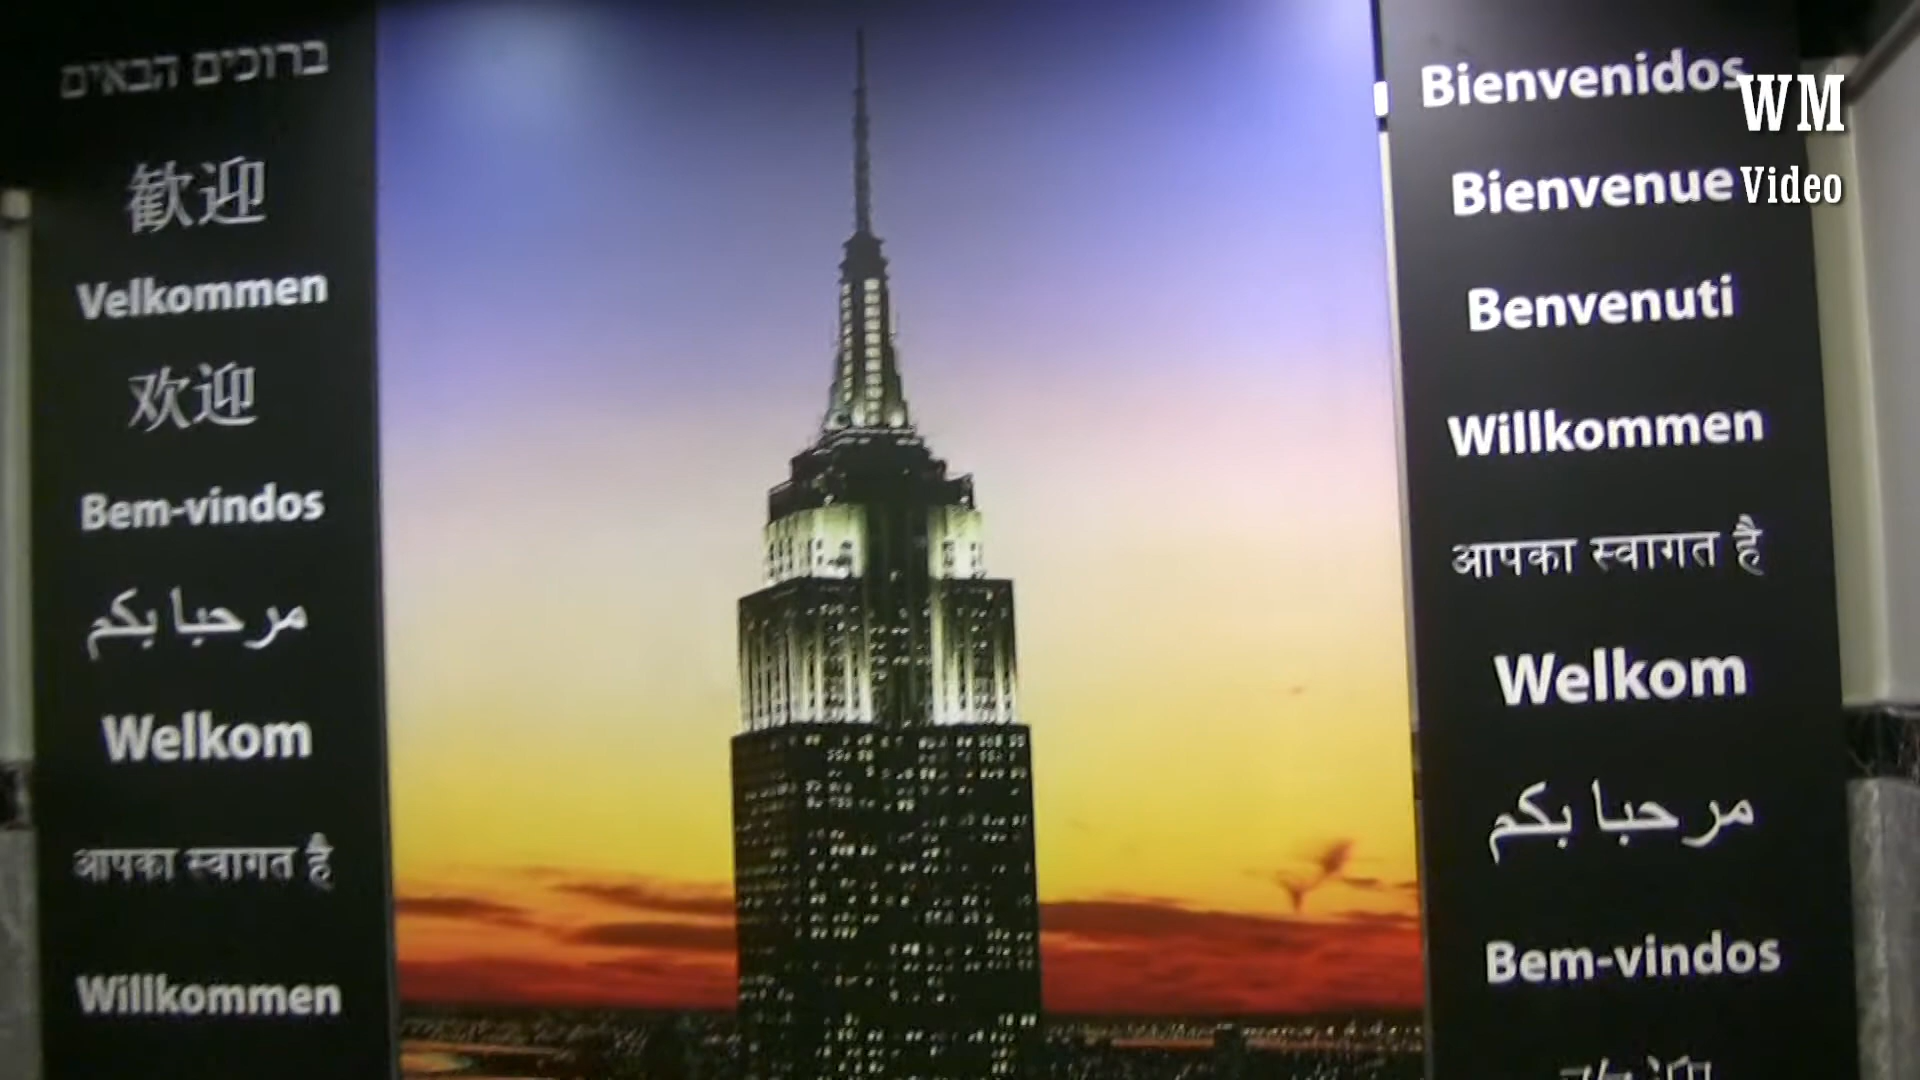 ברוכים הבאים
歓迎
Velkommen
欢迎
Bem-vindos
مرحبا بكم
Welkom
आपका स्वागत है
Willkommen
Bienvenidos
Bienvenue
Benvenuti
Willkommen
आपका स्वागत है
Welkom
مرحبا بكم
Bem-vindos
WM
Video